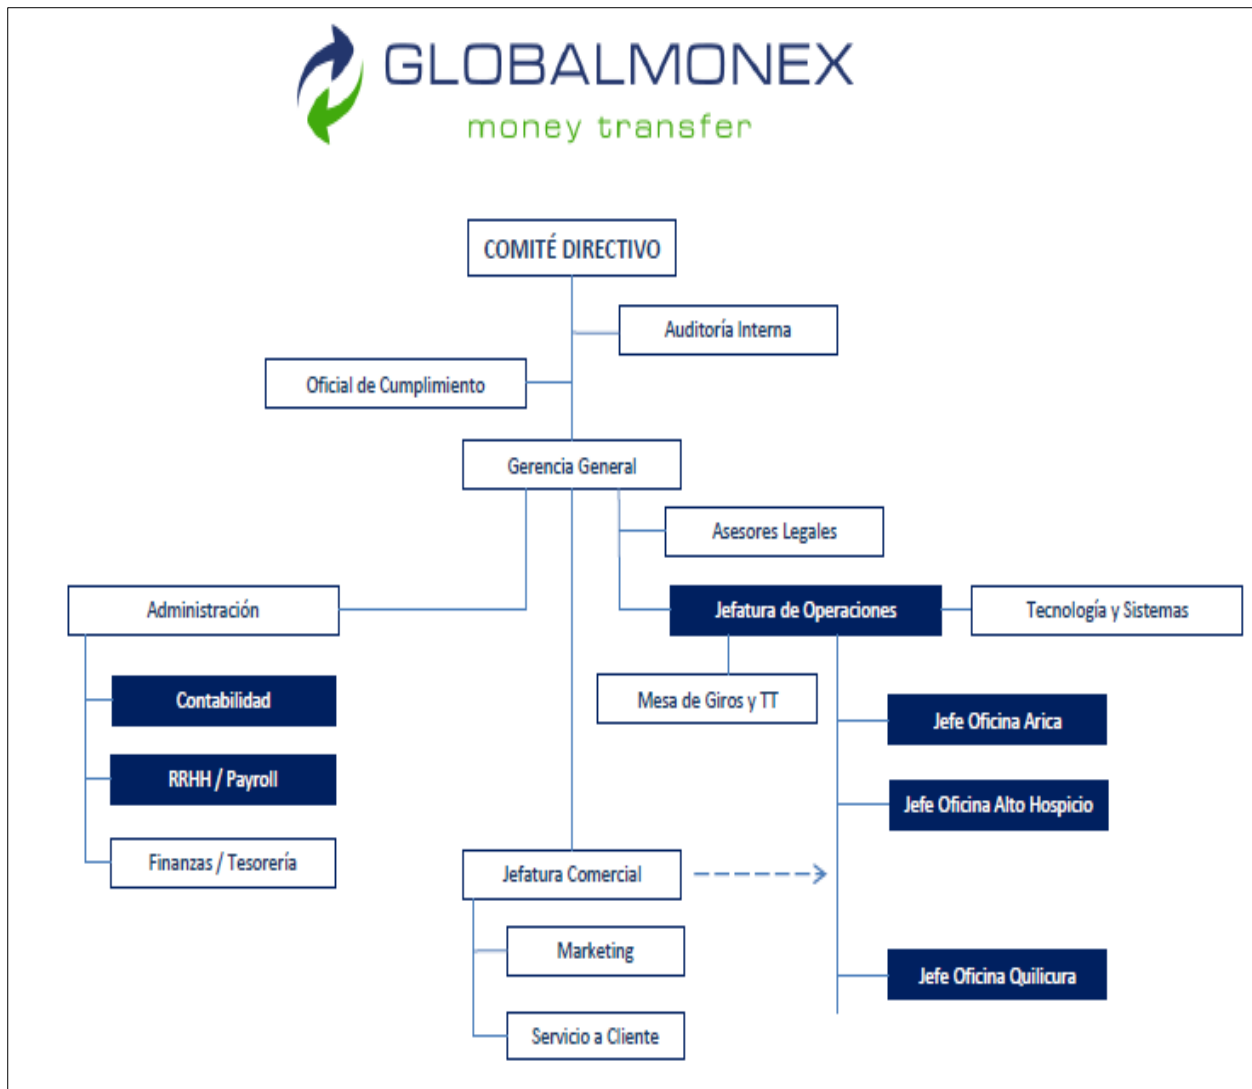 GLOBALMONEX
money transfer
COMITÉ DIRECTIVO
Auditoría Interna
Oficial de Cumplimiento
Gerencia General
Asesores Legales
Administración
Jefatura de Operaciones
Tecnología y Sistemas
Contabilidad
Mesa de Giros y TT
Jefe Oficina Arica
RRHH / Payroll
Jefe Oficina Alto Hospicio
Finanzas / Tesorería
Jefatura Comercial
Marketing
Jefe Oficina Quilicura
Servicio a Cliente